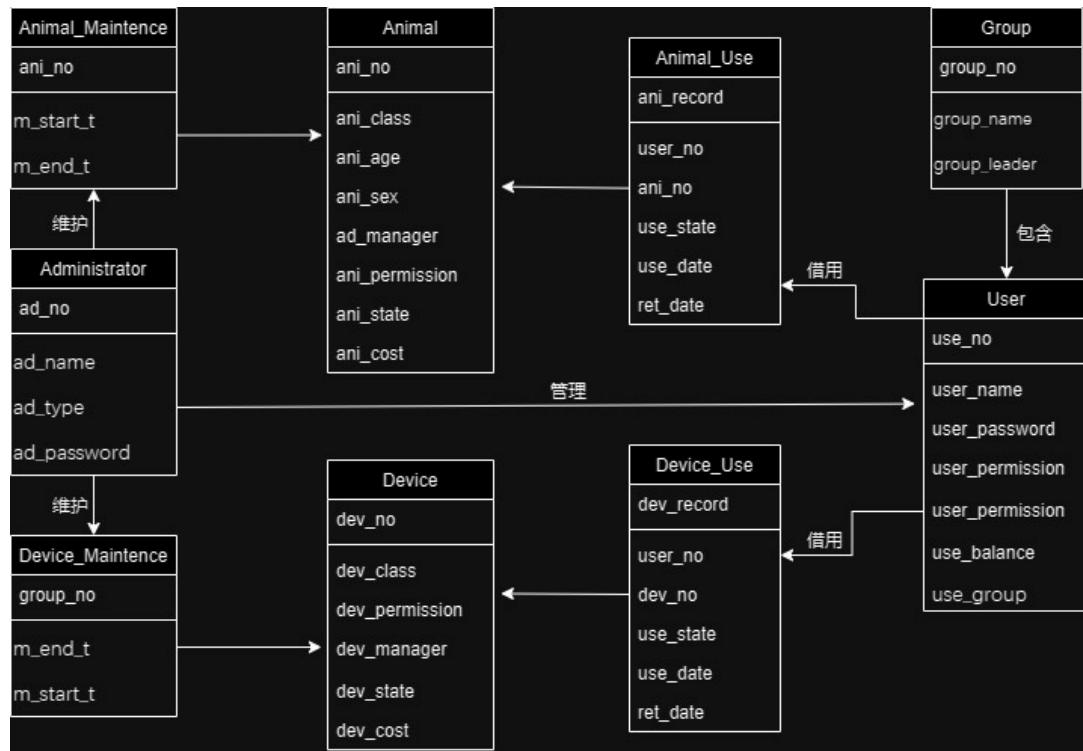 Animal_Maintence
ani_no
m_start_t
m_end_t
维护
Administrator
ad_no
ad_name
ad_type
ad_password
维护
Device_Maintence
group_no
m_end_t
m_start_t
Animal
ani_no
ani_class
ani_age
ani_sex
ad_manager
ani_permission
ani_state
ani_cost
管理
Device
dev_no
dev_class
dev_permission
dev_manager
dev_state
dev_cost
Animal_Use
ani_record
user_no
ani_no
use_state
use_date
ret_date
借用
Device_Use
dev_record
user_no
dev_no
use_state
use_date
ret_date
借用
Group
group_no
group_name
group_leader
包含
User
use_no
user_name
user_password
user_permission
user_permission
use_balance
use_group